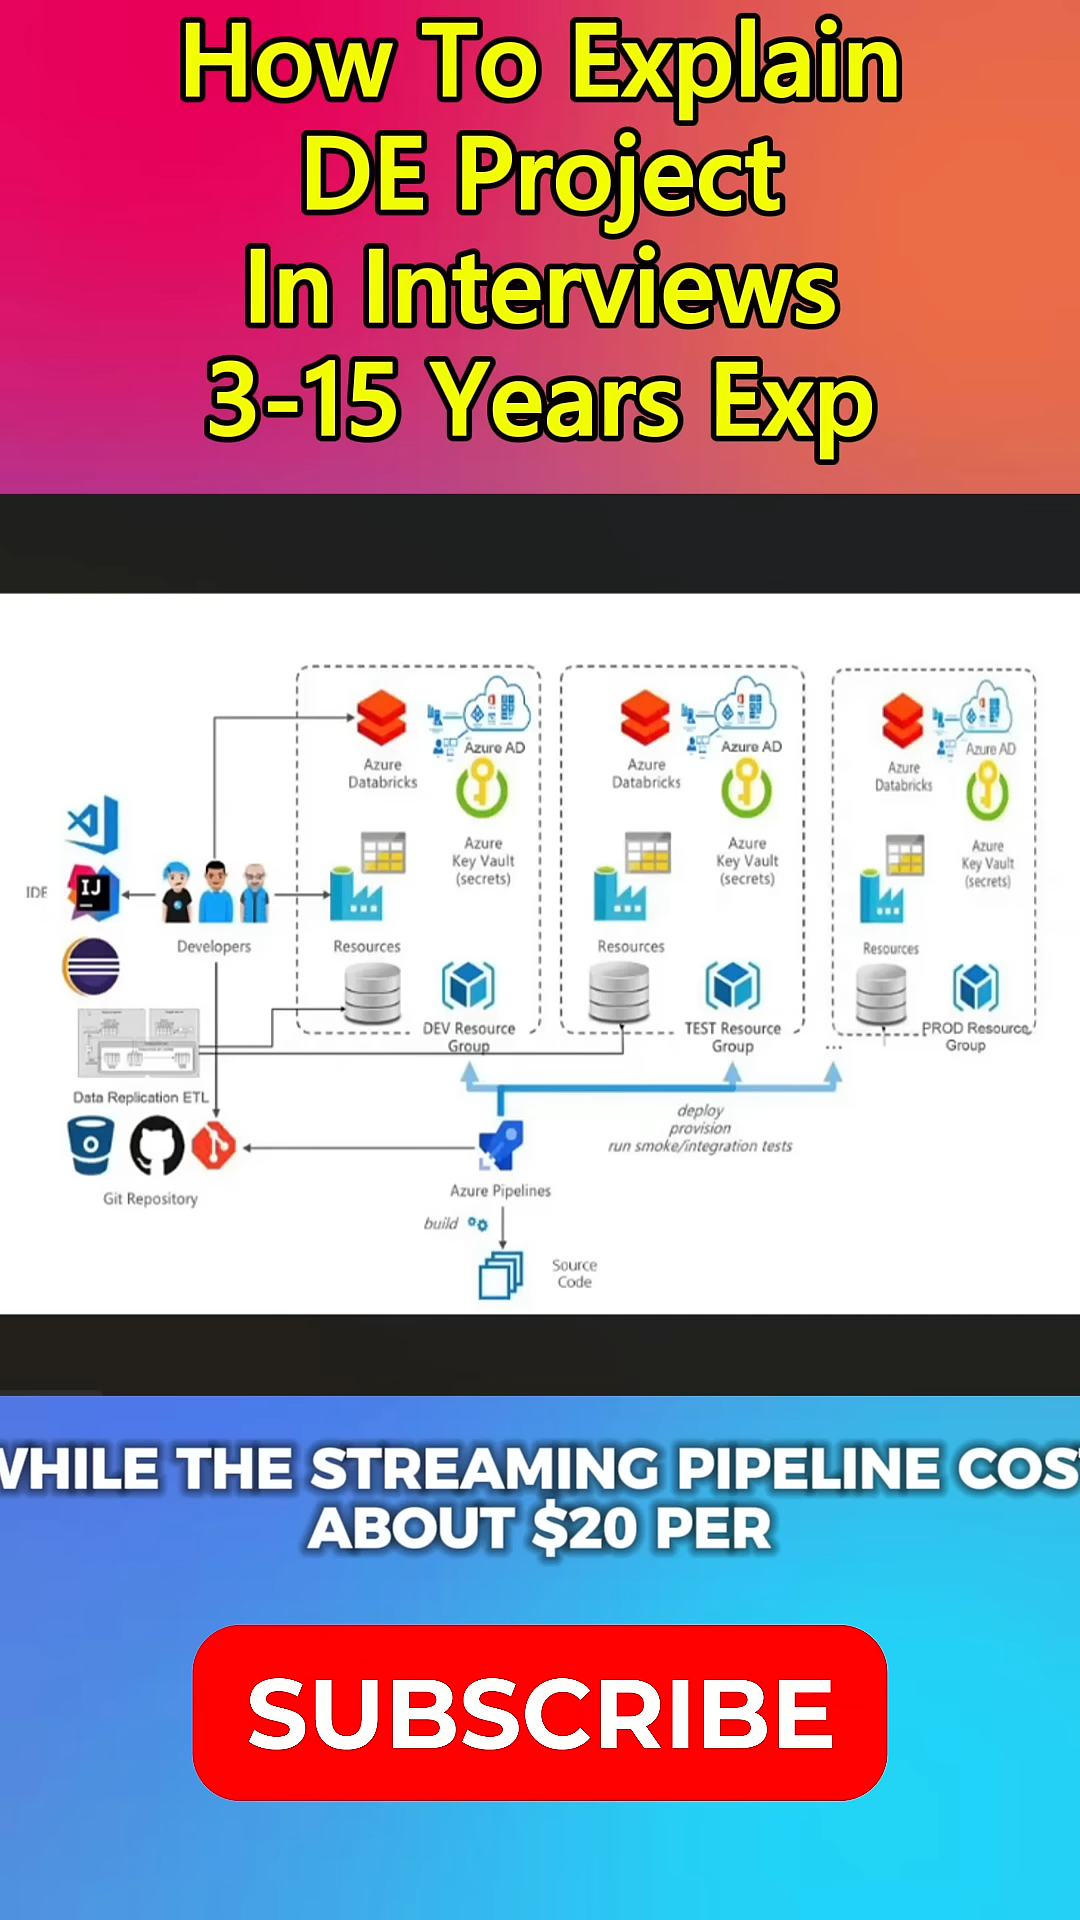 How To Explain
DE Project
In Interviews
3-15 Years Exp
Azure
Databricks
Azure AD
Azure
Key Vault
(secrets)
Resources
DEV Resource
Group
Azure
Databricks
Azure AD
Azure
Key Vault
(secrets)
Resources
TEST Resource
Group
Azure
Databricks
Azure AD
Azure
Key Vault
(secrets)
Resources
PROD Resource
Group
...
IDE
IJ
Developers
Data Replication ETL
Git Repository
deploy
provision
run smoke/integration tests
Azure Pipelines
build
Source
Code
WHILE THE STREAMING PIPELINE COST
ABOUT $20 PER
SUBSCRIBE